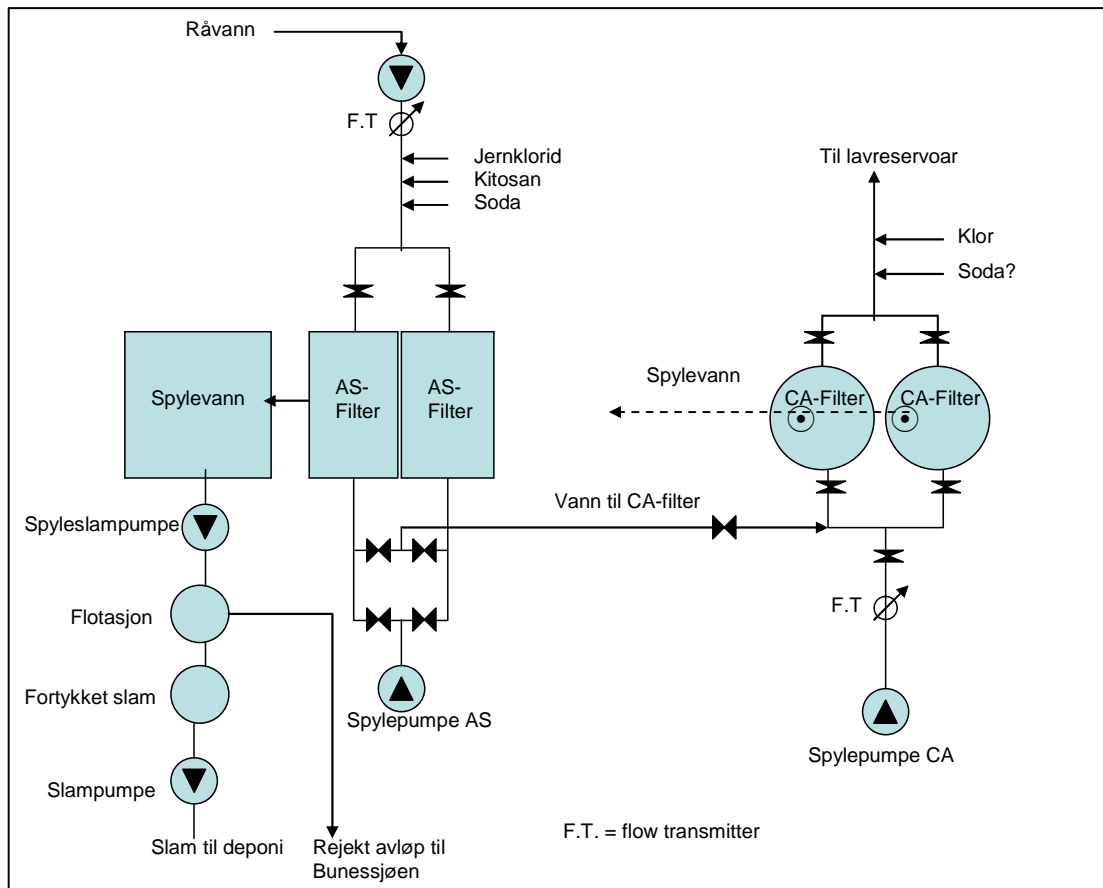 Råvann
F.T
Jernklorid
Kitosan
Soda
Til lavreservoar
Klor
Soda?
Spylevann
AS-
Filter
AS-
Filter
Spylevann
CA-Filter
CA-Filter
Spyleslampumpe
Vann til CA-filter
Flotasjon
F.T
Fortykket slam
Spylepumpe AS
Spylepumpe CA
Slampumpe
Slam til deponi
Rejekt avløp til
Bunessjøen
F.T. = flow transmitter